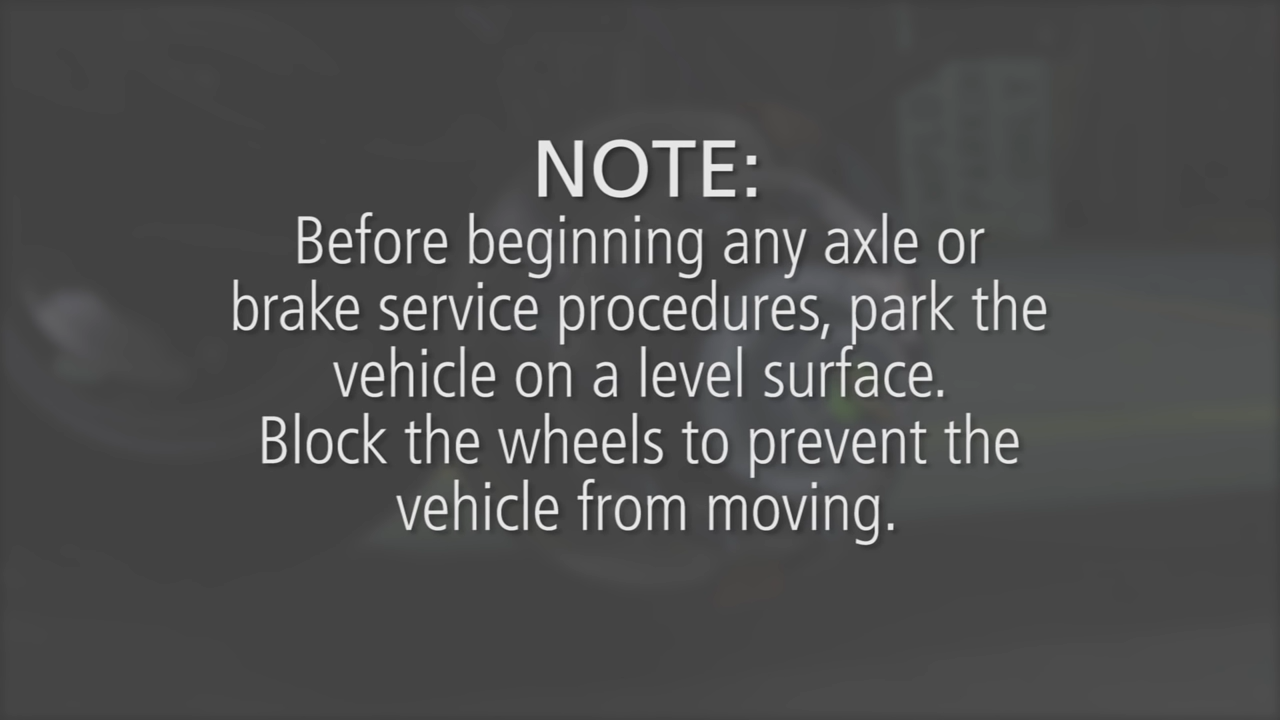 NOTE:
Before beginning any axle or
brake service procedures, park the
vehicle on a level surface.
Block the wheels to prevent the
vehicle from moving.